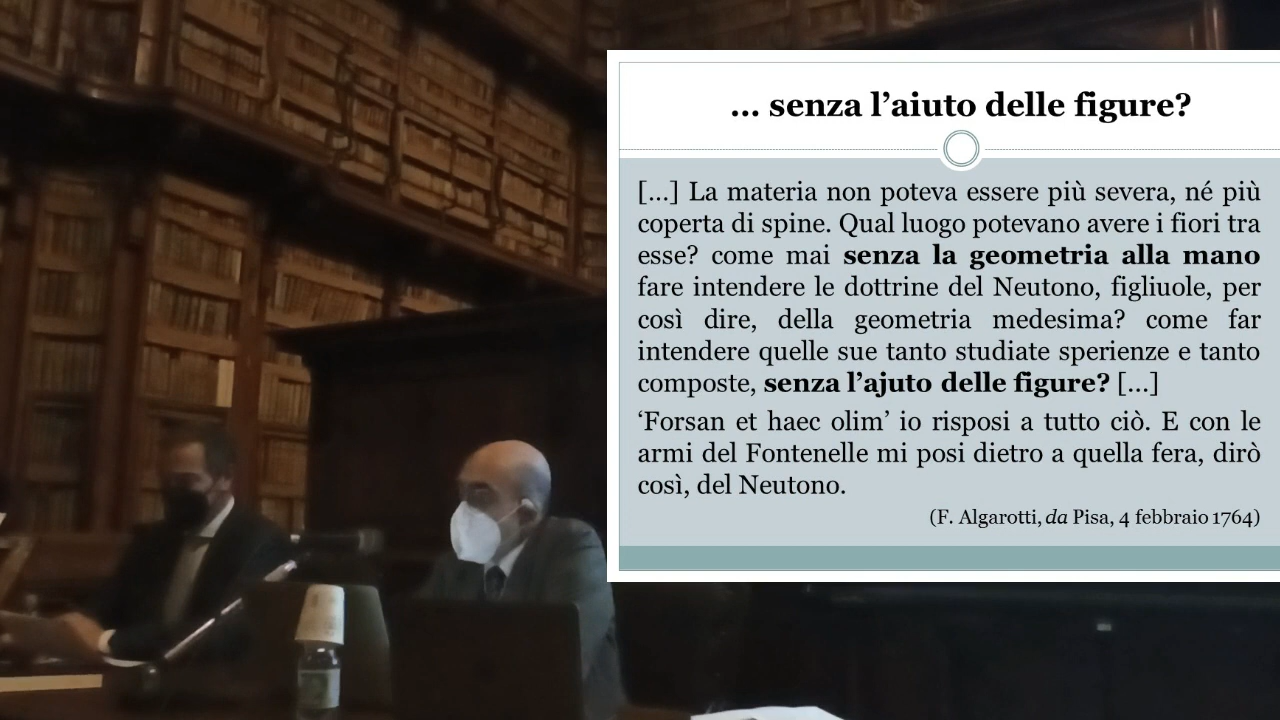 … senza l’aiuto delle figure?
[…] La materia non poteva essere più severa, né più
coperta di spine. Qual luogo potevano avere i fiori tra
esse? come mai senza la geometria alla mano
fare intendere le dottrine del Neutono, figliuole, per
così dire, della geometria medesima? come far
intendere quelle sue tanto studiate sperienze e tanto
composte, senza l’ajuto delle figure? […]
‘Forsan et haec olim’ io risposi a tutto ciò. E con le
armi del Fontenelle mi posi dietro a quella fera, dirò
così, del Neutono.
(F. Algarotti, da Pisa, 4 febbraio 1764)